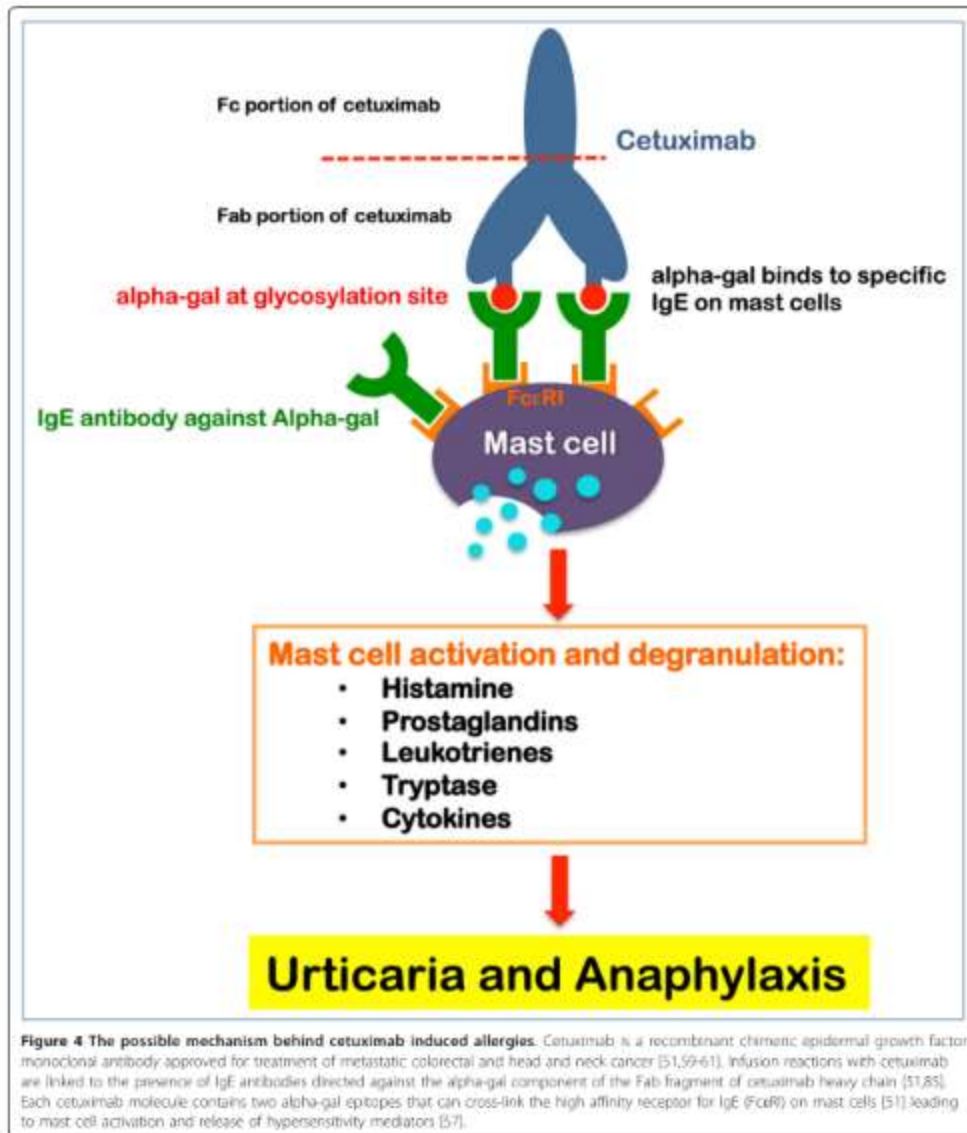 Fc portion of cetuximab
Cetuximab
Fab portion of cetuximab
alpha-gal at glycosylation site
alpha-gal binds to specific
IgE on mast cells
IgE antibody against Alpha-gal
FcεRI
Mast cell
Mast cell activation and degranulation:
• Histamine
• Prostaglandins
• Leukotrienes
• Tryptase
• Cytokines
Urticaria and Anaphylaxis
Figure 4 The possible mechanism behind cetuximab induced allergies. Cetuximab is a recombinant chimeric epidermal growth factor
monoclonal antibody approved for treatment of metastatic colorectal and head and neck cancer [51,59-61]. Infusion reactions with cetuximab
are linked to the presence of IgE antibodies directed against the alpha-gal component of the Fab fragment of cetuximab heavy chain [51,85].
Each cetuximab molecule contains two alpha-gal epitopes that can cross-link the high affinity receptor for IgE (FcεRI) on mast cells [51] leading
to mast cell activation and release of hypersensitivity mediators [57].